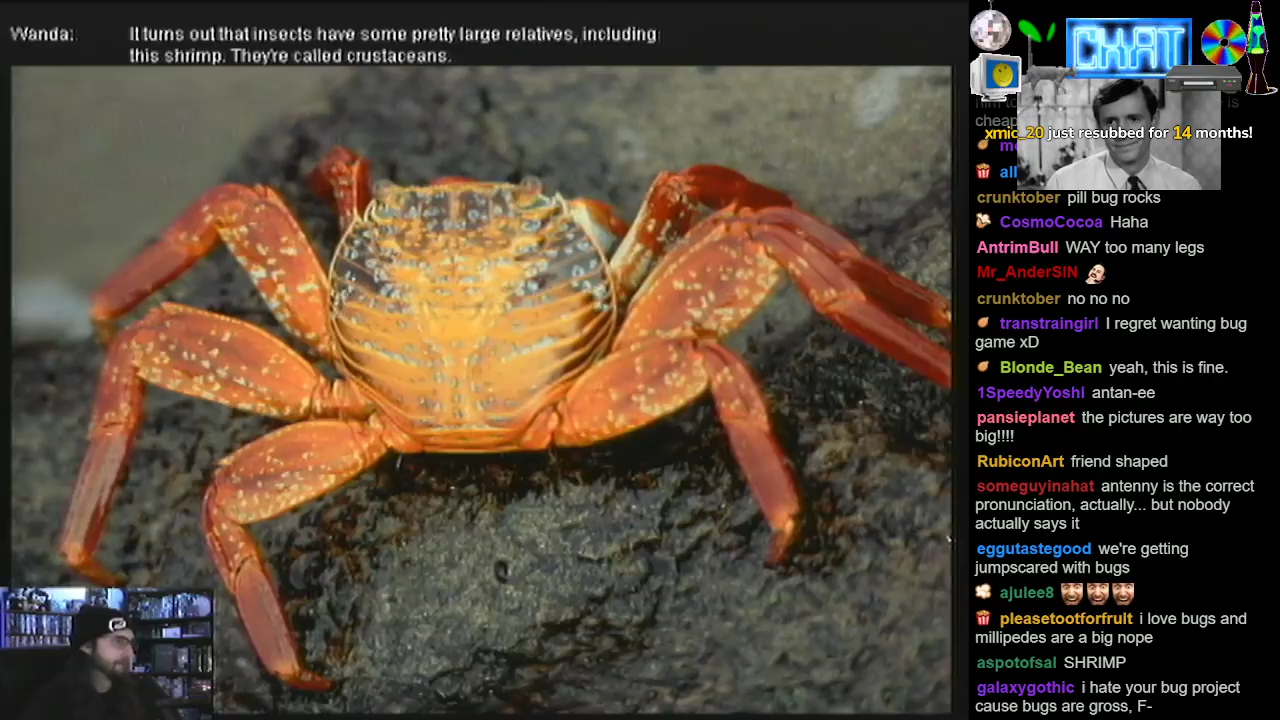 Wanda: It turns out that insects have some pretty large relatives, including
this shrimp. They're called crustaceans.
CHAT
cheap
xmic_20 just resubbed for 14 months!
all
crunktober pill bug rocks
CosmoCocoa Haha
AntrimBull WAY too many legs
Mr_AnderSIN
crunktober no no no
transtraingirl I regret wanting bug
game xD
Blonde_Bean yeah, this is fine.
1SpeedyYoshI antan-ee
pansieplanet the pictures are way too
big!!!!
RubiconArt friend shaped
someguyinahat antenny is the correct
pronunciation, actually... but nobody
actually says it
eggutastegood we're getting
jumpscared with bugs
ajulee8
pleasetootforfruit i love bugs and
millipedes are a big nope
aspotofsal SHRIMP
galaxygothic i hate your bug project
cause bugs are gross, F-